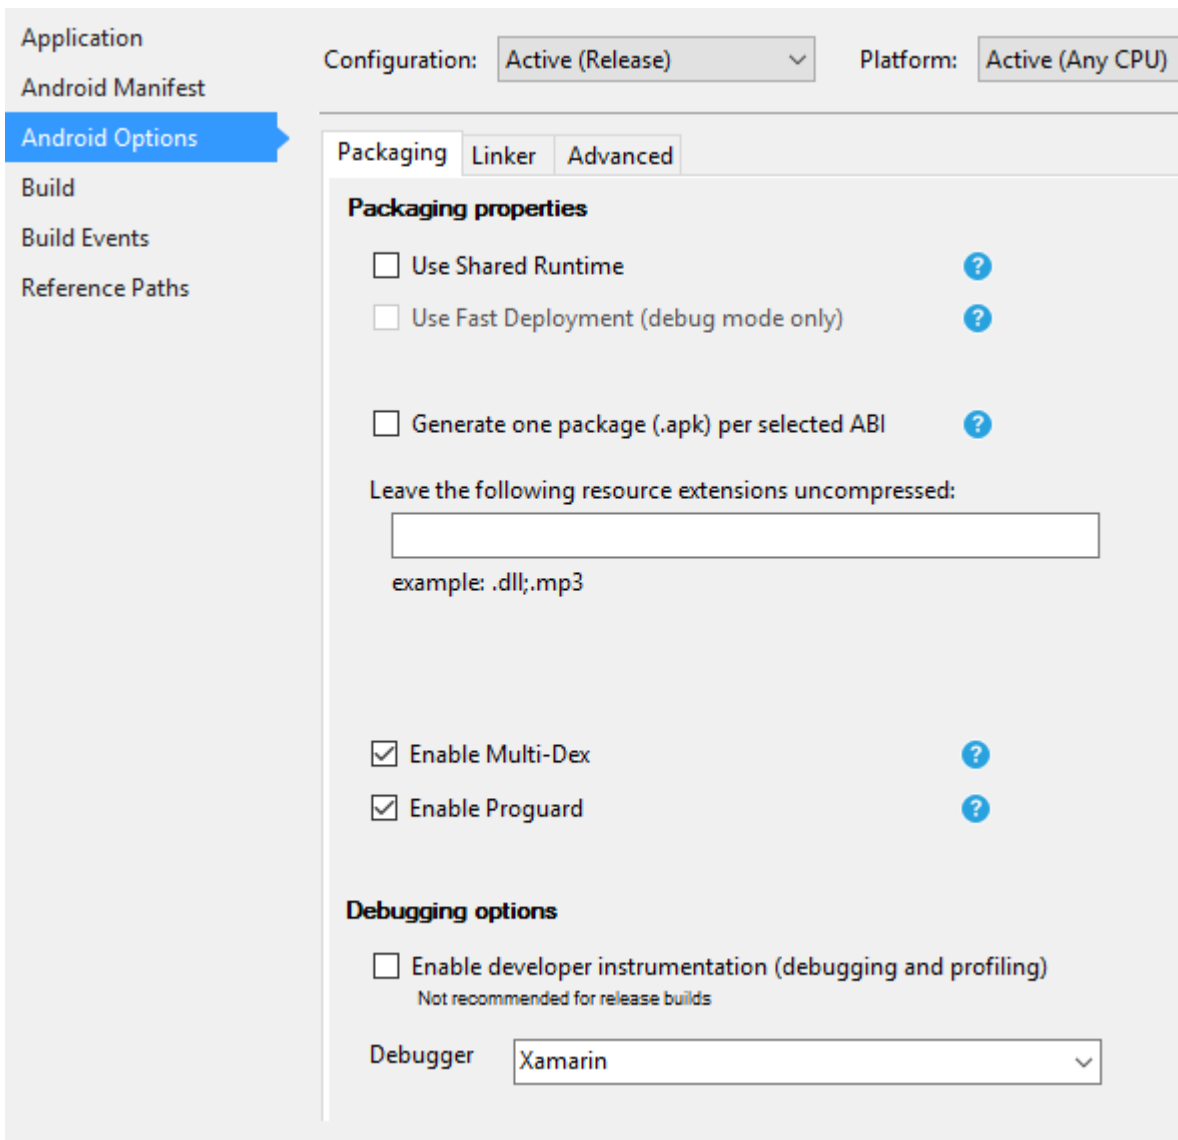 Application
Android Manifest
Android Options
Build
Build Events
Reference Paths
Configuration: Active (Release) Platform: Active (Any CPU)
Packaging Linker Advanced
Packaging properties
Use Shared Runtime ?
Use Fast Deployment (debug mode only) ?
Generate one package (.apk) per selected ABI ?
Leave the following resource extensions uncompressed:
example: .dll;.mp3
Enable Multi-Dex ?
Enable Proguard ?
Debugging options
Enable developer instrumentation (debugging and profiling)
Not recommended for release builds
Debugger Xamarin